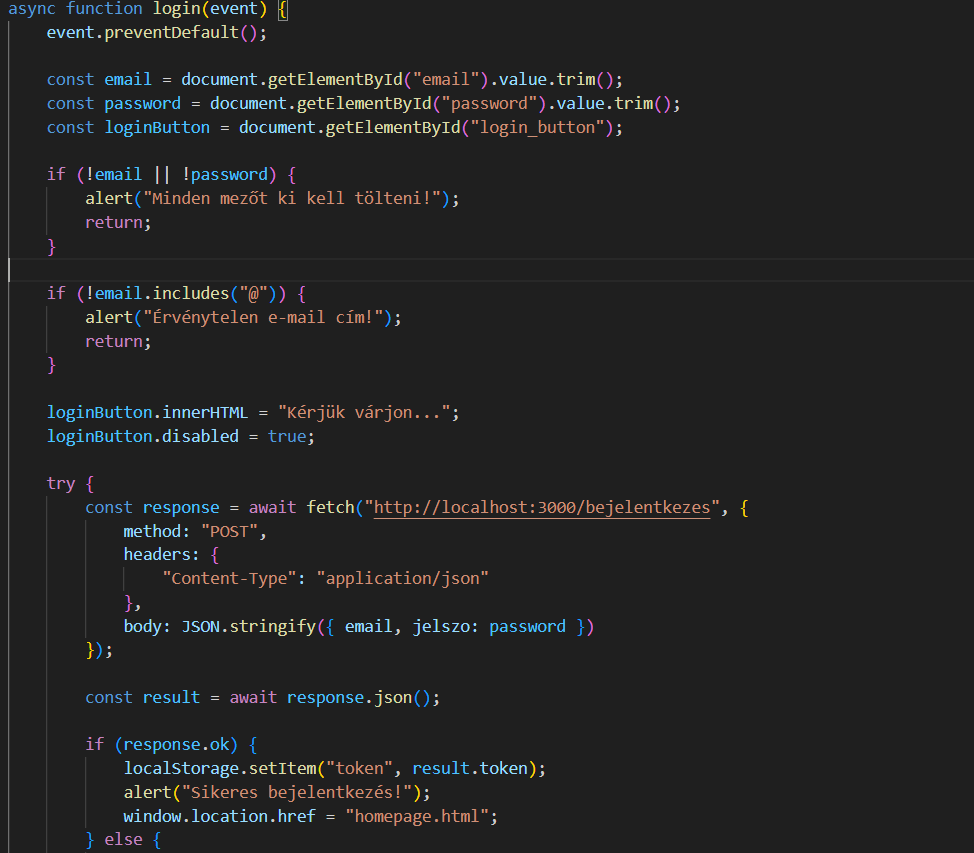 async function login(event) {
    event.preventDefault();

    const email = document.getElementById("email").value.trim();
    const password = document.getElementById("password").value.trim();
    const loginButton = document.getElementById("login_button");

    if (!email || !password) {
        alert("Minden mezőt ki kell tölteni!");
        return;
    }

    if (!email.includes("@")) {
        alert("Érvénytelen e-mail cím!");
        return;
    }

    loginButton.innerHTML = "Kérjük várjon...";
    loginButton.disabled = true;

    try {
        const response = await fetch("http://localhost:3000/bejelentkezes", {
            method: "POST",
            headers: {
                "Content-Type": "application/json"
            },
            body: JSON.stringify({ email, jelszo: password })
        });

        const result = await response.json();

        if (response.ok) {
            localStorage.setItem("token", result.token);
            alert("Sikeres bejelentkezés!");
            window.location.href = "homepage.html";
        } else {